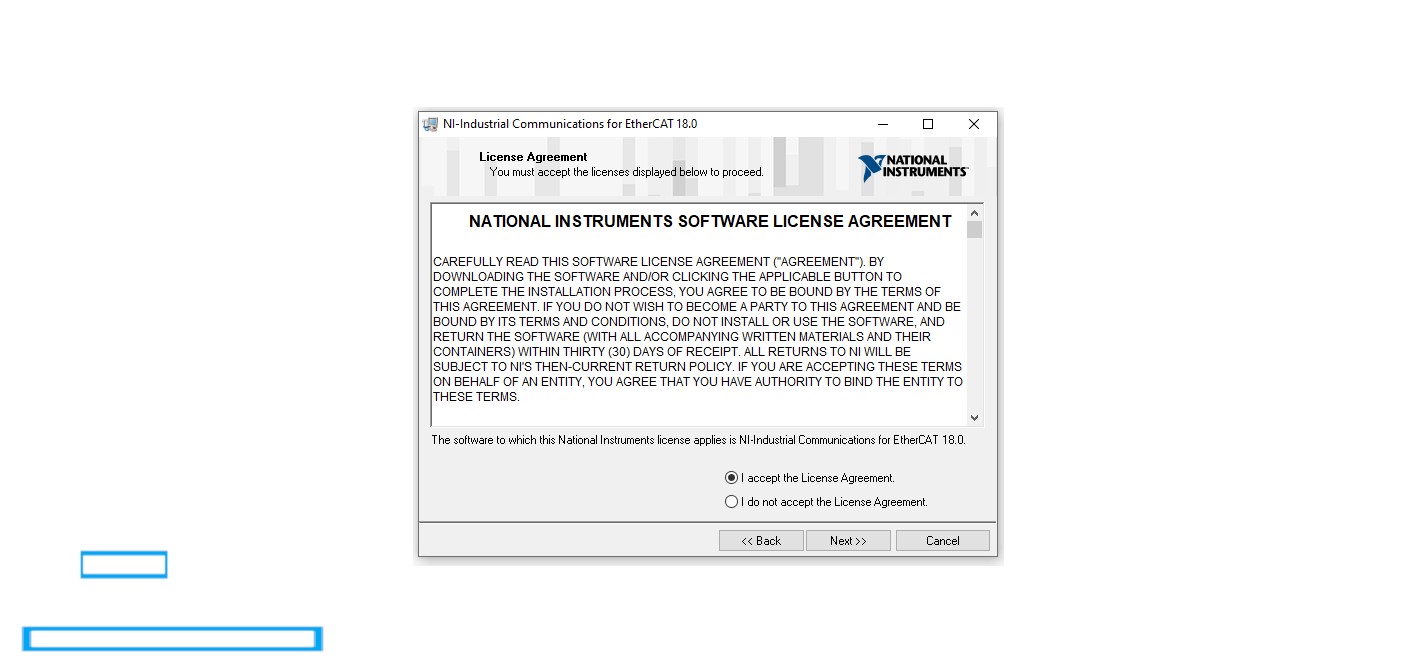 NI-Industrial Communications for EtherCAT 18.0
License Agreement
You must accept the licenses displayed below to proceed.
NATIONAL
INSTRUMENTS™
NATIONAL INSTRUMENTS SOFTWARE LICENSE AGREEMENT
CAREFULLY READ THIS SOFTWARE LICENSE AGREEMENT ("AGREEMENT"). BY
DOWNLOADING THE SOFTWARE AND/OR CLICKING THE APPLICABLE BUTTON TO
COMPLETE THE INSTALLATION PROCESS, YOU AGREE TO BE BOUND BY THE TERMS OF
THIS AGREEMENT. IF YOU DO NOT WISH TO BECOME A PARTY TO THIS AGREEMENT AND BE
BOUND BY ITS TERMS AND CONDITIONS, DO NOT INSTALL OR USE THE SOFTWARE, AND
RETURN THE SOFTWARE (WITH ALL ACCOMPANYING WRITTEN MATERIALS AND THEIR
CONTAINERS) WITHIN THIRTY (30) DAYS OF RECEIPT. ALL RETURNS TO NI WILL BE
SUBJECT TO NI'S THEN-CURRENT RETURN POLICY. IF YOU ARE ACCEPTING THESE TERMS
ON BEHALF OF AN ENTITY, YOU AGREE THAT YOU HAVE AUTHORITY TO BIND THE ENTITY TO
THESE TERMS.
The software to which this National Instruments license applies is NI-Industrial Communications for EtherCAT 18.0.
I accept the License Agreement.
I do not accept the License Agreement.
<< Back Next >> Cancel